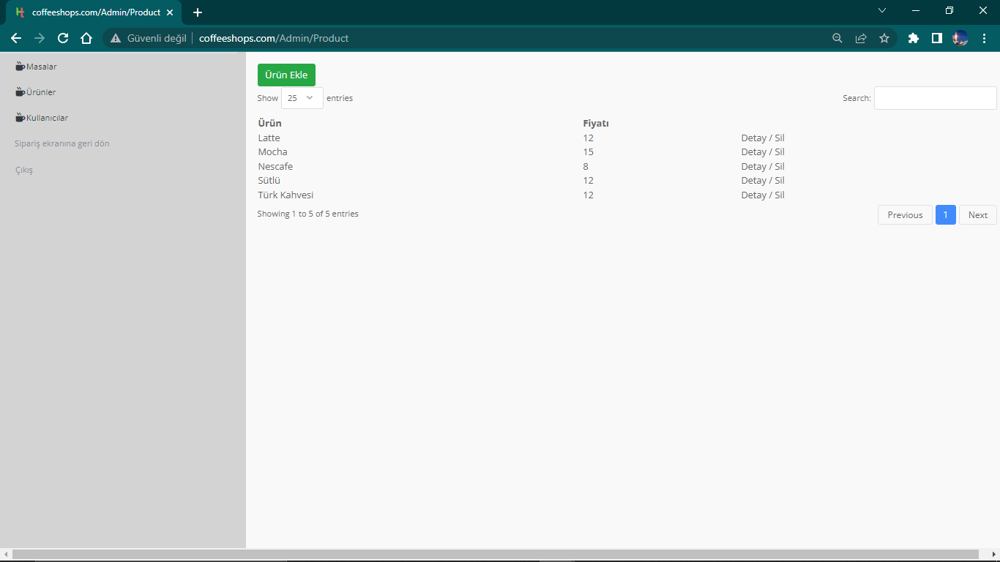 coffeeshops.com/Admin/Product
Güvenli değil coffeeshops.com/Admin/Product
Masalar
Ürünler
Kullanıcılar
Sipariş ekranına geri dön
Çıkış
Ürün Ekle
Show 25 entries Search:
Ürün Fiyatı
Latte 12 Detay / Sil
Mocha 15 Detay / Sil
Nescafe 8 Detay / Sil
Sütlü 12 Detay / Sil
Türk Kahvesi 12 Detay / Sil
Showing 1 to 5 of 5 entries Previous 1 Next